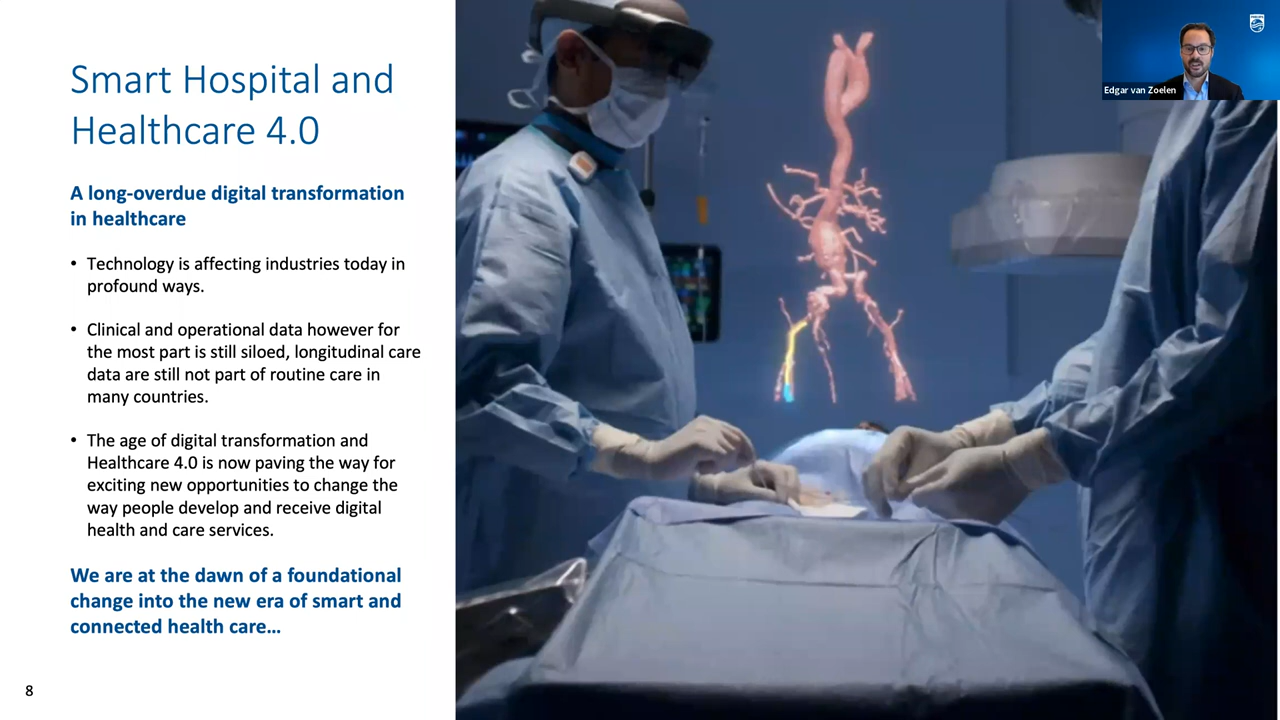 Smart Hospital and
Healthcare 4.0
A long-overdue digital transformation
in healthcare
• Technology is affecting industries today in
profound ways.
• Clinical and operational data however for
the most part is still siloed, longitudinal care
data are still not part of routine care in
many countries.
• The age of digital transformation and
Healthcare 4.0 is now paving the way for
exciting new opportunities to change the
way people develop and receive digital
health and care services.
We are at the dawn of a foundational
change into the new era of smart and
connected health care…
8
Edgar van Zoelen